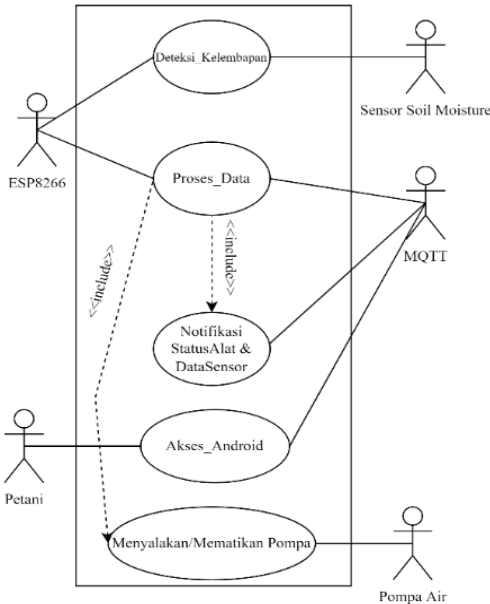 Deteksi_Kelembapan
Sensor Soil Moisture
ESP8266
Proses_Data
MQTT
<<include>>
<<include>>
Notifikasi
StatusAlat &
DataSensor
Akses_Android
Petani
Menyalakan/Mematikan Pompa
Pompa Air